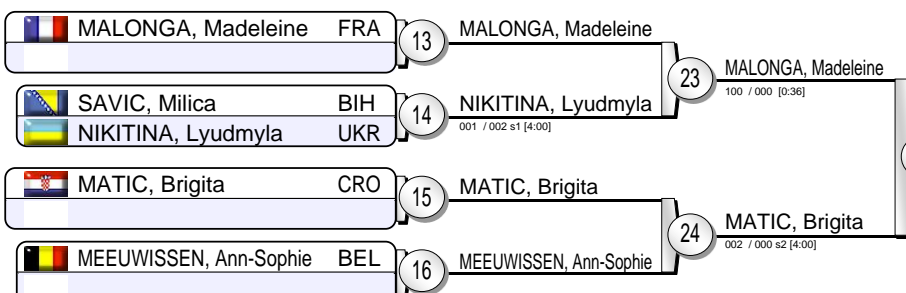 MALONGA, Madeleine FRA
13
MALONGA, Madeleine
23
MALONGA, Madeleine
100 / 000 [0:36]
SAVIC, Milica BIH
NIKITINA, Lyudmyla UKR
14
NIKITINA, Lyudmyla
001 / 002 s1 [4:00]
MATIC, Brigita CRO
15
MATIC, Brigita
24
MATIC, Brigita
002 / 000 s2 [4:00]
MEEUWISSEN, Ann-Sophie BEL
16
MEEUWISSEN, Ann-Sophie